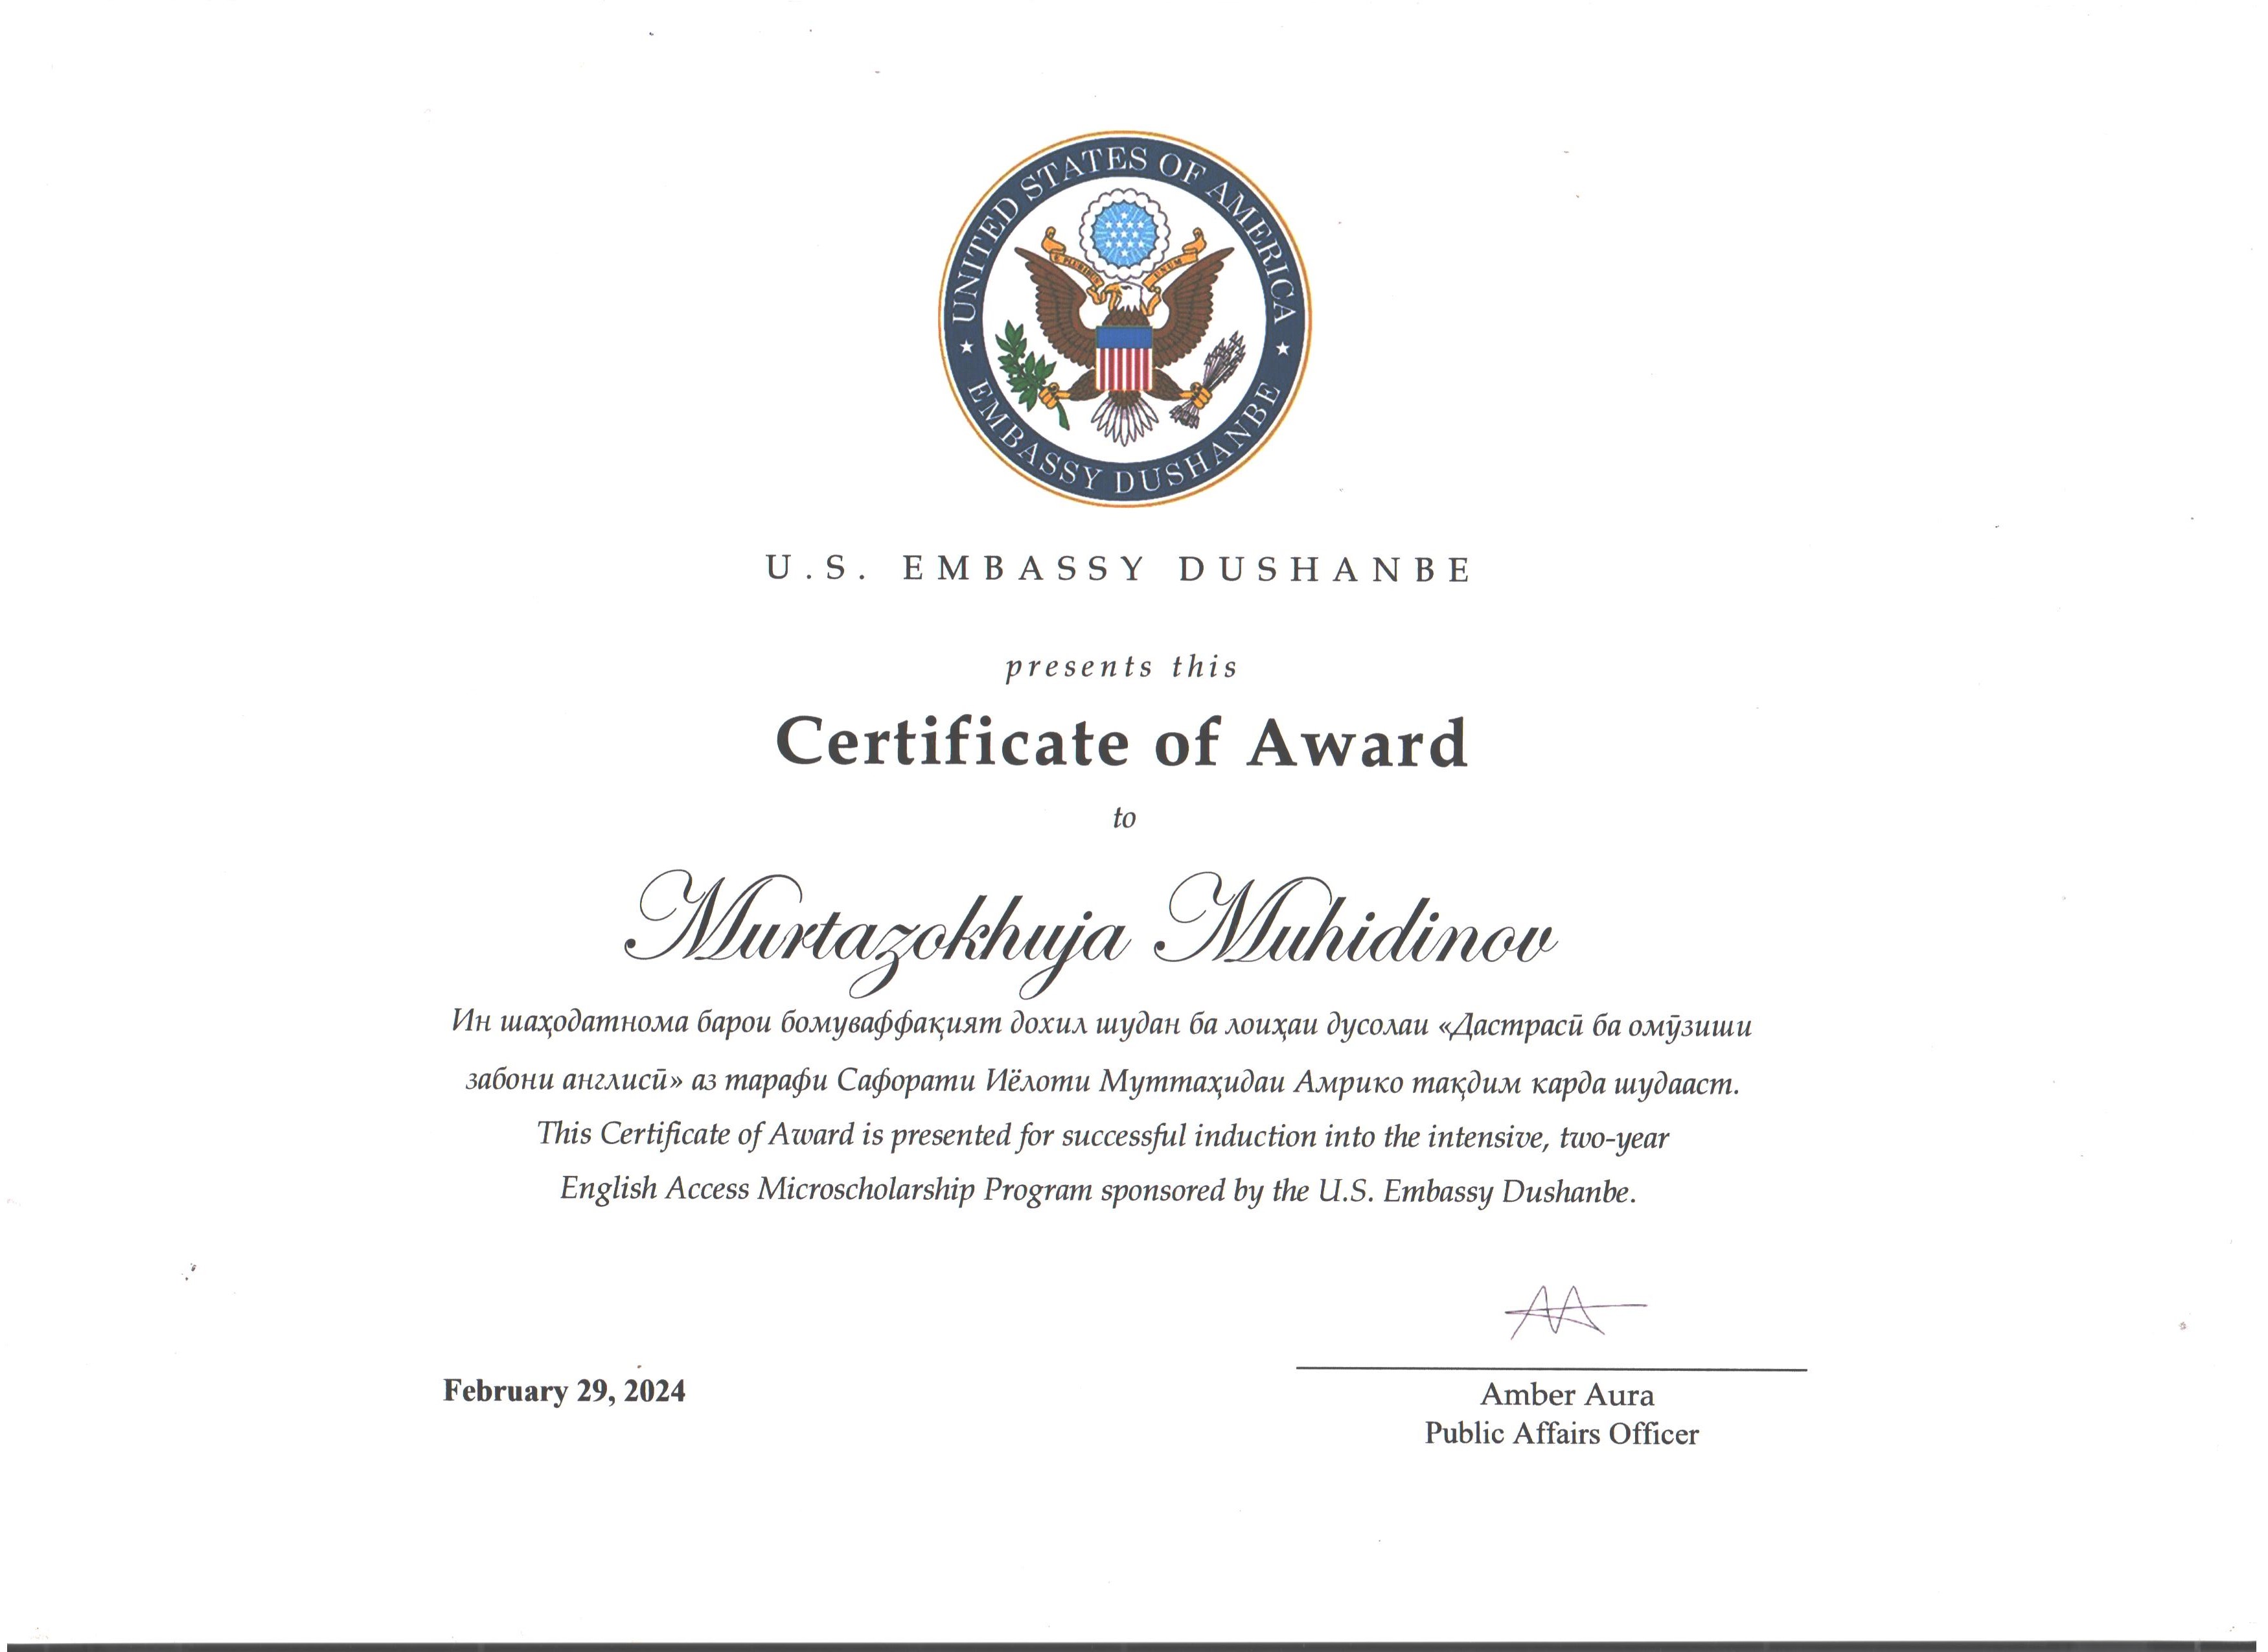 UNITED STATES OF AMERICA
E PLURIBUS UNUM
EMBASSY DUSHANBE
U.S. EMBASSY DUSHANBE
presents this
Certificate of Award
to
Murtazokhuja Muhidinov
Ин шаҳодатнома барои бомуваффақият дохил шудан ба лоиҳаи дусолаи «Дастрасӣ ба омӯзиши
забони англисӣ» аз тарафи Сафорати Иёлоти Муттаҳидаи Амрико тақдим карда шудааст.
This Certificate of Award is presented for successful induction into the intensive, two-year
English Access Microscholarship Program sponsored by the U.S. Embassy Dushanbe.
AA
February 29, 2024
Amber Aura
Public Affairs Officer